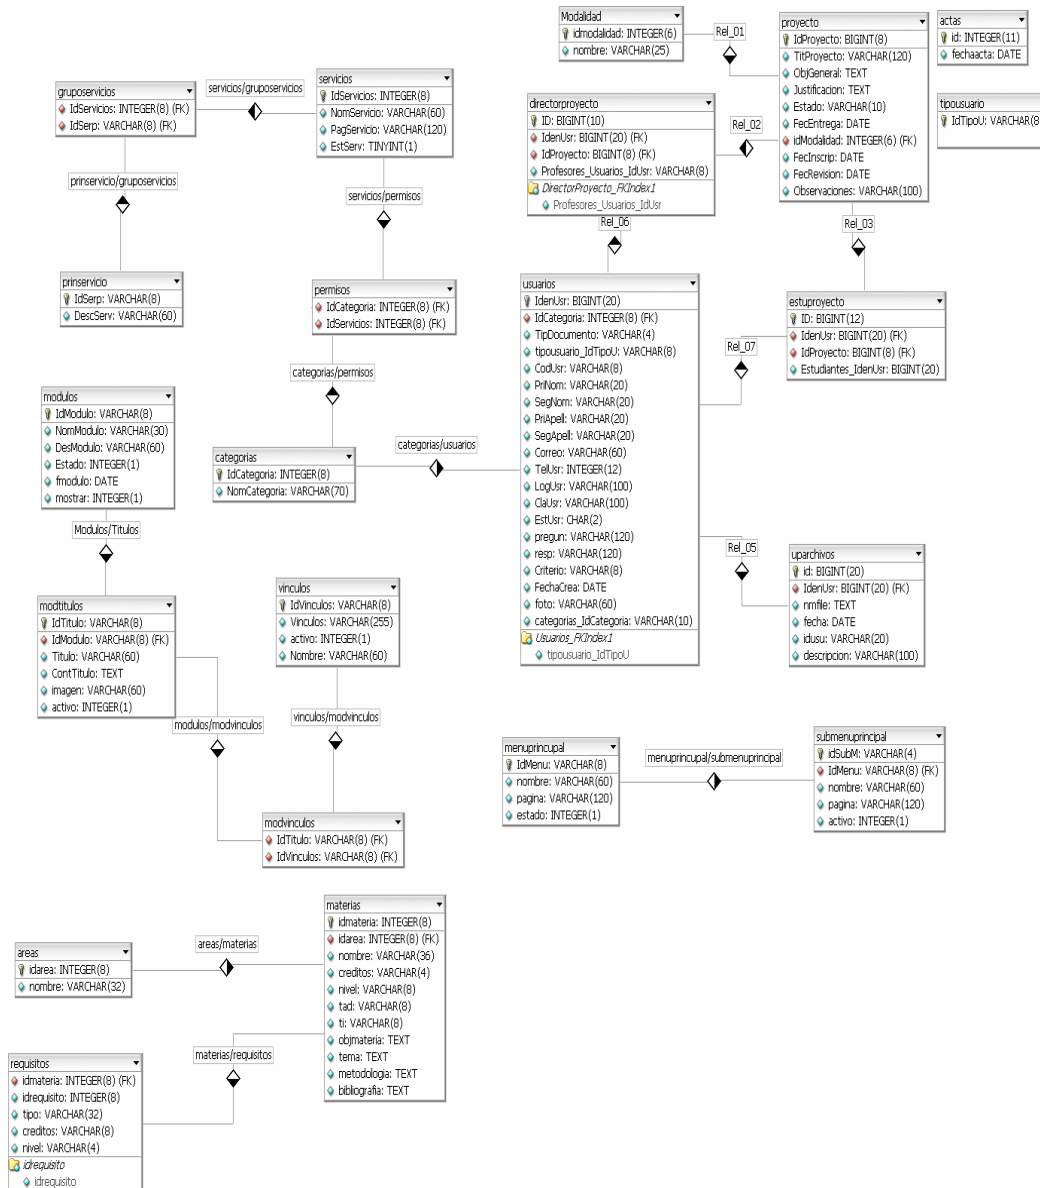 Modalidad
idmodalidad: INTEGER(6)
nombre: VARCHAR(25)
Rel_01
proyecto
IdProyecto: BIGINT(8)
TitProyecto: VARCHAR(120)
ObjGeneral: TEXT
Justificacion: TEXT
Estado: VARCHAR(10)
FecEntrega: DATE
idModalidad: INTEGER(6) (FK)
FecInscrip: DATE
FecRevision: DATE
Observaciones: VARCHAR(100)
actas
id: INTEGER(11)
fechaacta: DATE
tipousuario
IdTipoU: VARCHAR(8
gruposervicios
IdServicios: INTEGER(8) (FK)
IdSerp: VARCHAR(8) (FK)
servicios/gruposervicios
servicios
IdServicios: INTEGER(8)
NomServicio: VARCHAR(60)
PagServicio: VARCHAR(120)
EstServ: TINYINT(1)
directorproyecto
ID: BIGINT(10)
IdenUsr: BIGINT(20) (FK)
IdProyecto: BIGINT(8) (FK)
Profesores_Usuarios_IdUsr: VARCHAR(8)
DirectorProyecto_FKIndex1
Profesores_Usuarios_IdUsr
Rel_02
prinservicio/gruposervicios
servicios/permisos
Rel_06
Rel_03
prinservicio
IdSerp: VARCHAR(8)
DescServ: VARCHAR(60)
permisos
IdCategoria: INTEGER(8) (FK)
IdServicios: INTEGER(8) (FK)
usuarios
IdenUsr: BIGINT(20)
IdCategoria: INTEGER(8) (FK)
TipDocumento: VARCHAR(4)
tipousuario_IdTipoU: VARCHAR(8)
CodUsr: VARCHAR(8)
PriNom: VARCHAR(20)
SegNom: VARCHAR(20)
PriApell: VARCHAR(20)
SegApell: VARCHAR(20)
Correo: VARCHAR(60)
TelUsr: INTEGER(12)
LogUsr: VARCHAR(100)
ClaUsr: VARCHAR(100)
EstUsr: CHAR(2)
pregun: VARCHAR(120)
resp: VARCHAR(120)
Criterio: VARCHAR(8)
FechaCrea: DATE
foto: VARCHAR(60)
categorias_IdCategoria: VARCHAR(10)
Usuarios_FKIndex1
tipousuario_IdTipoU
estuproyecto
ID: BIGINT(12)
IdenUsr: BIGINT(20) (FK)
IdProyecto: BIGINT(8) (FK)
Estudiantes_IdenUsr: BIGINT(20)
Rel_07
categorias/permisos
modulos
IdModulo: VARCHAR(8)
NomModulo: VARCHAR(30)
DesModulo: VARCHAR(60)
Estado: INTEGER(1)
fmodulo: DATE
mostrar: INTEGER(1)
categorias
IdCategoria: INTEGER(8)
NomCategoria: VARCHAR(70)
categorias/usuarios
Modulos/Titulos
Rel_05
uparchivos
id: BIGINT(20)
IdenUsr: BIGINT(20) (FK)
nmfile: TEXT
fecha: DATE
idusu: VARCHAR(20)
descripcion: VARCHAR(100)
modtitulos
IdTitulo: VARCHAR(8)
IdModulo: VARCHAR(8) (FK)
Titulo: VARCHAR(60)
ContTitulo: TEXT
imagen: VARCHAR(60)
activo: INTEGER(1)
vinculos
IdVinculos: VARCHAR(8)
Vinculos: VARCHAR(255)
activo: INTEGER(1)
Nombre: VARCHAR(60)
modulos/modvinculos
vinculos/modvinculos
menuprincupal
IdMenu: VARCHAR(8)
nombre: VARCHAR(60)
pagina: VARCHAR(120)
estado: INTEGER(1)
menuprincupal/submenuprincipal
submenuprincipal
idSubM: VARCHAR(4)
IdMenu: VARCHAR(8) (FK)
nombre: VARCHAR(60)
pagina: VARCHAR(120)
activo: INTEGER(1)
modvinculos
IdTitulo: VARCHAR(8) (FK)
IdVinculos: VARCHAR(8) (FK)
materias
idmateria: INTEGER(8)
idarea: INTEGER(8) (FK)
nombre: VARCHAR(36)
creditos: VARCHAR(4)
nivel: VARCHAR(8)
tad: VARCHAR(8)
ti: VARCHAR(8)
objmateria: TEXT
tema: TEXT
metodologia: TEXT
bibliografia: TEXT
areas
idarea: INTEGER(8)
nombre: VARCHAR(32)
areas/materias
materias/requisitos
requisitos
idmateria: INTEGER(8) (FK)
idrequisito: INTEGER(8)
tipo: VARCHAR(32)
creditos: VARCHAR(8)
nivel: VARCHAR(4)
idrequisito
idrequisito